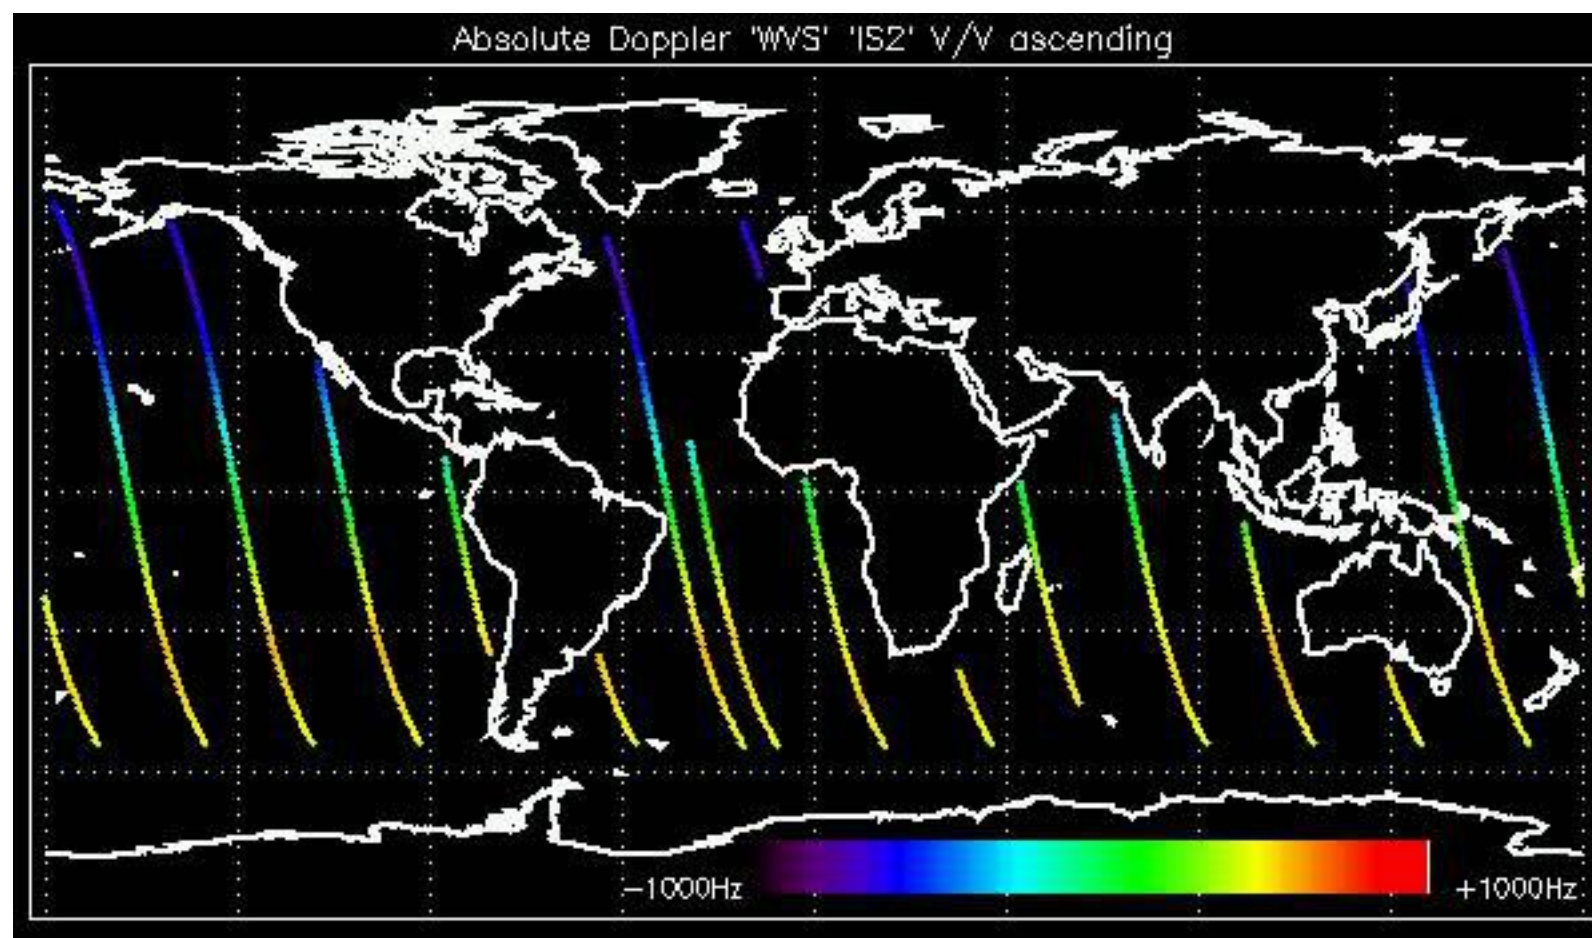 Absolute Doppler 'WVS' 'IS2' V/V ascending
−1000Hz +1000Hz